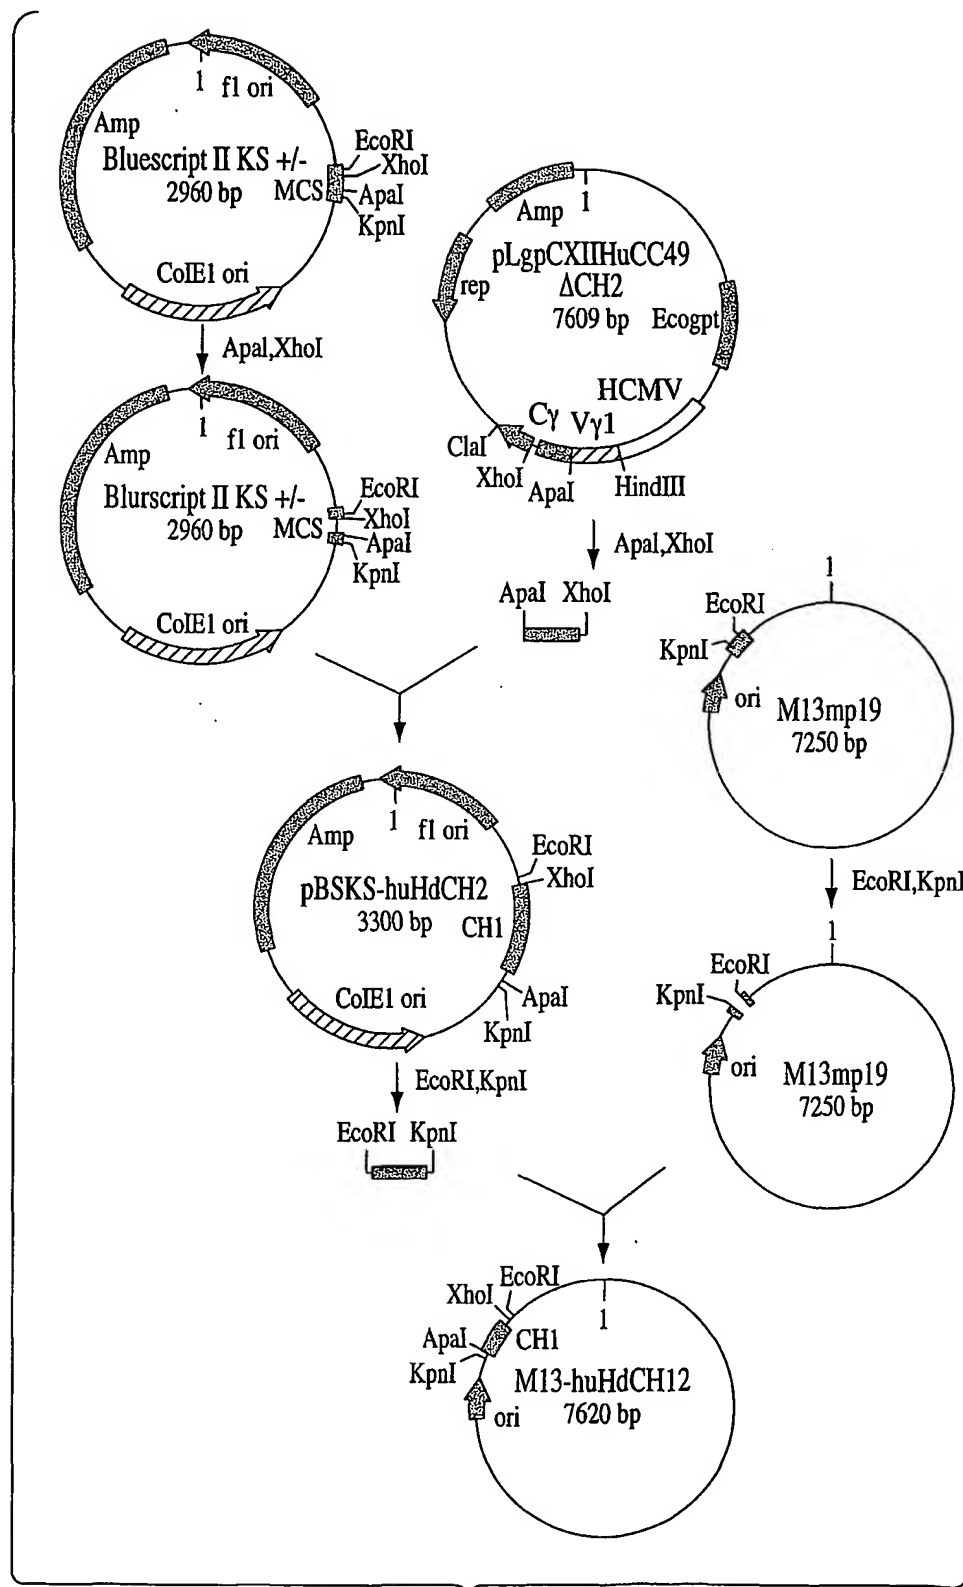 1
f1 ori
Amp
EcoRI
XhoI
Bluescript II KS +/-
MCS
ApaI
2960 bp
KpnI
ColE1 ori
ApaI,XhoI
1
f1 ori
Amp
EcoRI
Blurscript II KS +/-
XhoI
MCS
ApaI
2960 bp
KpnI
ColE1 ori
Amp
1
pLgpCXIIHuCC49
rep
ΔCH2
7609 bp
Ecogpt
HCMV
Cγ
Vγ1
ClaI
XhoI
ApaI
HindIII
ApaI,XhoI
ApaI XhoI
1
EcoRI
KpnI
ori
M13mp19
7250 bp
EcoRI,KpnI
1
EcoRI
KpnI
ori
M13mp19
7250 bp
1
f1 ori
Amp
EcoRI
XhoI
pBSKS-huHdCH2
3300 bp
CH1
ColE1 ori
ApaI
KpnI
EcoRI,KpnI
EcoRI KpnI
EcoRI
XhoI
1
ApaI
CH1
KpnI
M13-huHdCH12
ori
7620 bp